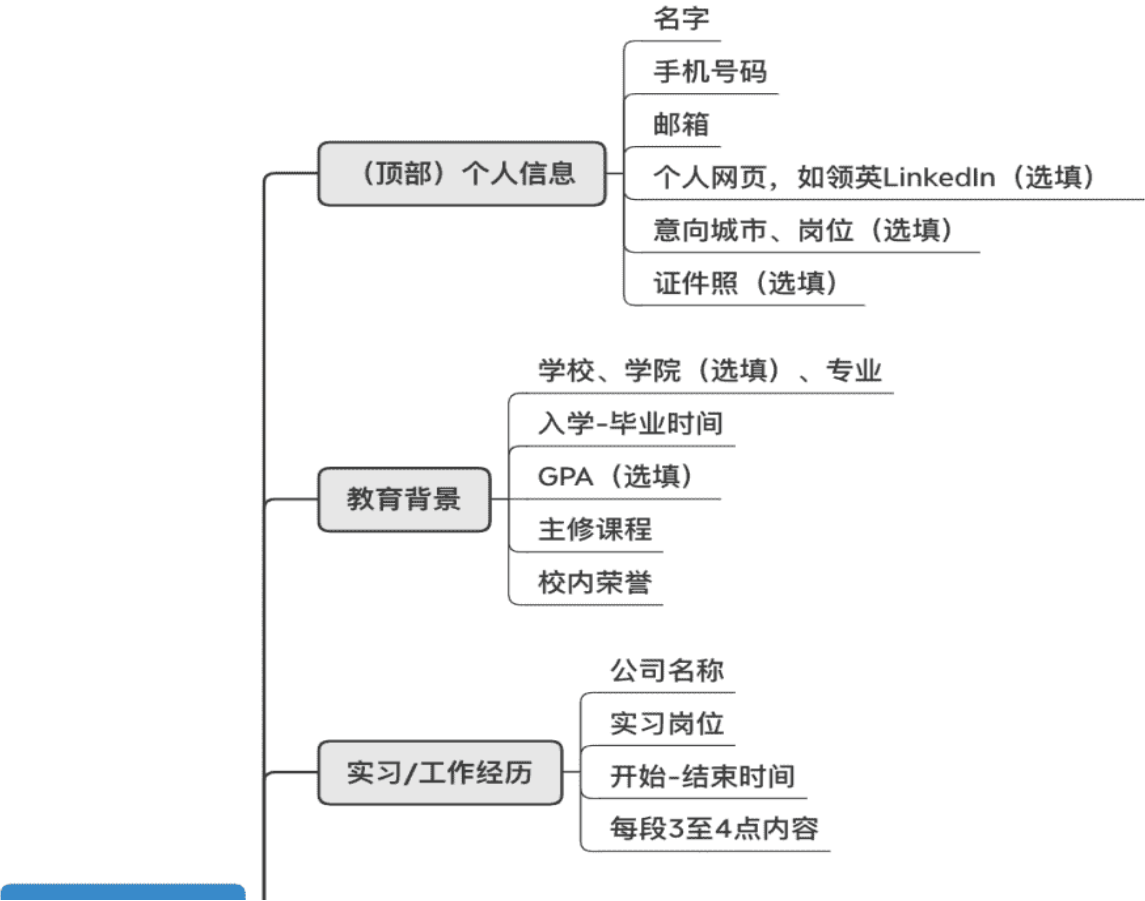 名字
手机号码
邮箱
（顶部）个人信息
个人网页，如领英LinkedIn（选填）
意向城市、岗位（选填）
证件照（选填）
学校、学院（选填）、专业
入学-毕业时间
GPA（选填）
教育背景
主修课程
校内荣誉
公司名称
实习岗位
实习/工作经历
开始-结束时间
每段3至4点内容